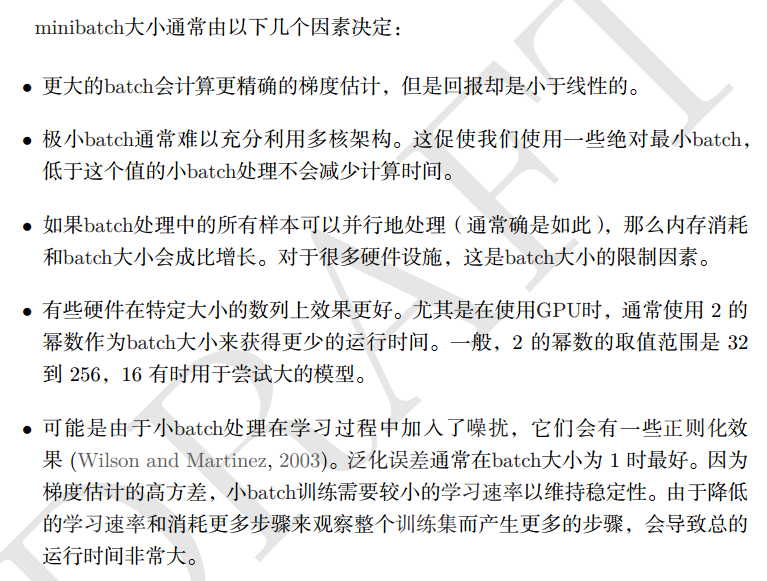 minibatch大小通常由以下几个因素决定：
• 更大的batch会计算更精确的梯度估计，但是回报却是小于线性的。
• 极小batch通常难以充分利用多核架构。这促使我们使用一些绝对最小batch，
低于这个值的小batch处理不会减少计算时间。
• 如果batch处理中的所有样本可以并行地处理（通常确是如此），那么内存消耗
和batch大小会成比增长。对于很多硬件设施，这是batch大小的限制因素。
• 有些硬件在特定大小的数列上效果更好。尤其是在使用GPU时，通常使用 2 的
幂数作为batch大小来获得更少的运行时间。一般，2 的幂数的取值范围是 32
到 256，16 有时用于尝试大的模型。
• 可能是由于小batch处理在学习过程中加入了噪扰，它们会有一些正则化效
果 (Wilson and Martinez, 2003)。泛化误差通常在batch大小为 1 时最好。因为
梯度估计的高方差，小batch训练需要较小的学习速率以维持稳定性。由于降低
的学习速率和消耗更多步骤来观察整个训练集而产生更多的步骤，会导致总的
运行时间非常大。
DRAFT